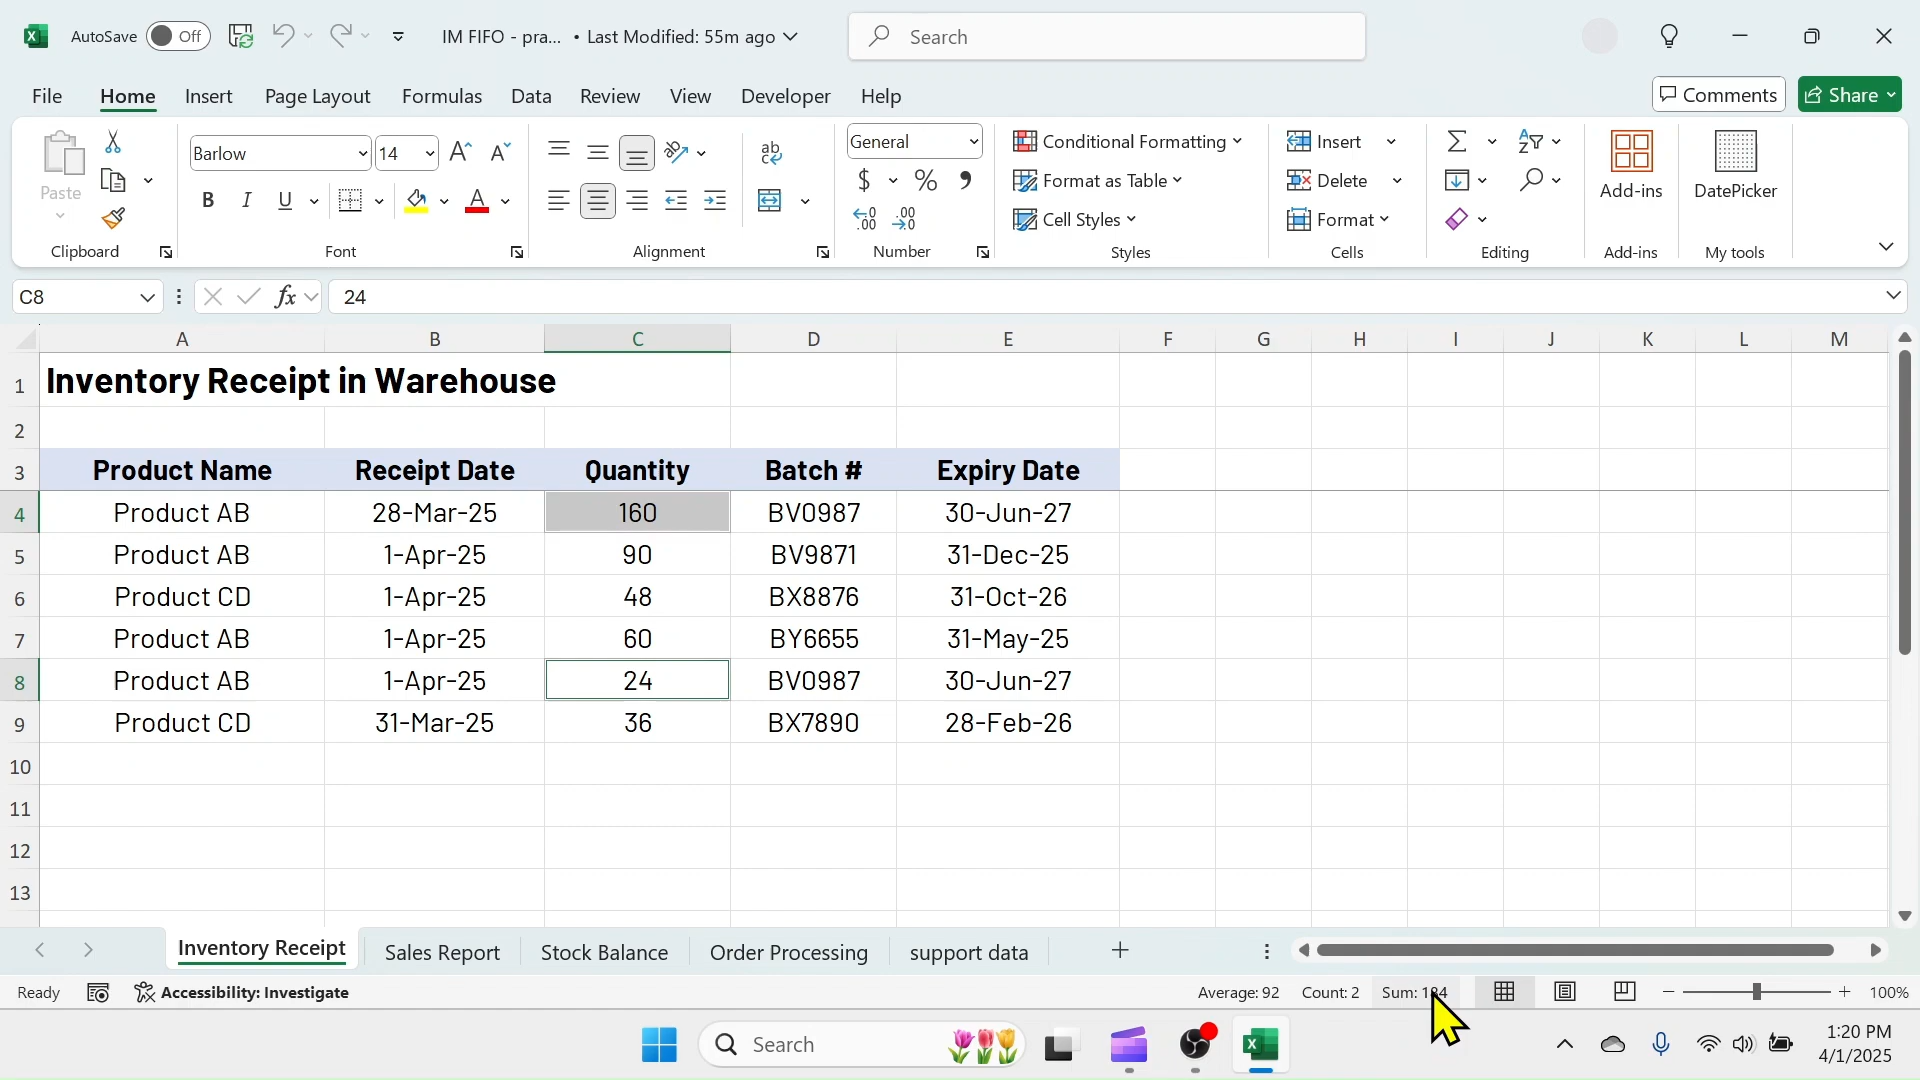 AutoSave Off IM FIFO - pra... • Last Modified: 55m ago Search
File Home Insert Page Layout Formulas Data Review View Developer Help Comments Share
Paste Barlow 14 General Conditional Formatting Insert
B I U $ % Format as Table Delete Add-ins DatePicker
Cell Styles Format
Clipboard Font Alignment Number Styles Cells Editing Add-ins My tools
C8 fx 24
A B C D E F G H I J K L M
1 Inventory Receipt in Warehouse
2
3 Product Name Receipt Date Quantity Batch # Expiry Date
4 Product AB 28-Mar-25 160 BV0987 30-Jun-27
5 Product AB 1-Apr-25 90 BV9871 31-Dec-25
6 Product CD 1-Apr-25 48 BX8876 31-Oct-26
7 Product AB 1-Apr-25 60 BY6655 31-May-25
8 Product AB 1-Apr-25 24 BV0987 30-Jun-27
9 Product CD 31-Mar-25 36 BX7890 28-Feb-26
10
11
12
13
Inventory Receipt Sales Report Stock Balance Order Processing support data
Ready Accessibility: Investigate Average: 92 Count: 2 Sum: 184 100%
Search 1:20 PM
4/1/2025